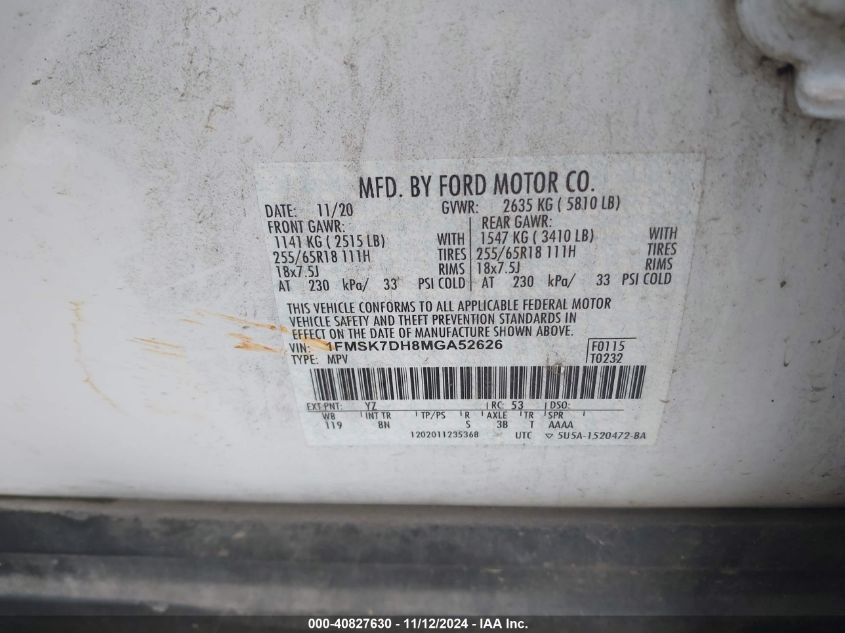 MFD. BY FORD MOTOR CO.
DATE: 11/20 GVWR: 2635 KG ( 5810 LB)
FRONT GAWR: REAR GAWR:
1141 KG ( 2515 LB) WITH 1547 KG ( 3410 LB) WITH
255/65R18 111H TIRES 255/65R18 111H TIRES
18x7.5J RIMS 18x7.5J RIMS
AT 230 kPa/ 33 PSI COLD AT 230 kPa/ 33 PSI COLD
THIS VEHICLE CONFORMS TO ALL APPLICABLE FEDERAL MOTOR
VEHICLE SAFETY AND THEFT PREVENTION STANDARDS IN
EFFECT ON THE DATE OF MANUFACTURE SHOWN ABOVE.
VIN: 1FMSK7DH8MGA52626 F0115
TYPE: MPV T0232
EXT PNT: YZ RC: 53 DSO:
WB INT TR TP/PS R AXLE TR SPR
119 8N S 3B T AAAA
1202011235368 UTC ▽ 5U5A-1520472-BA
000-40827630 - 11/12/2024 - IAA Inc.